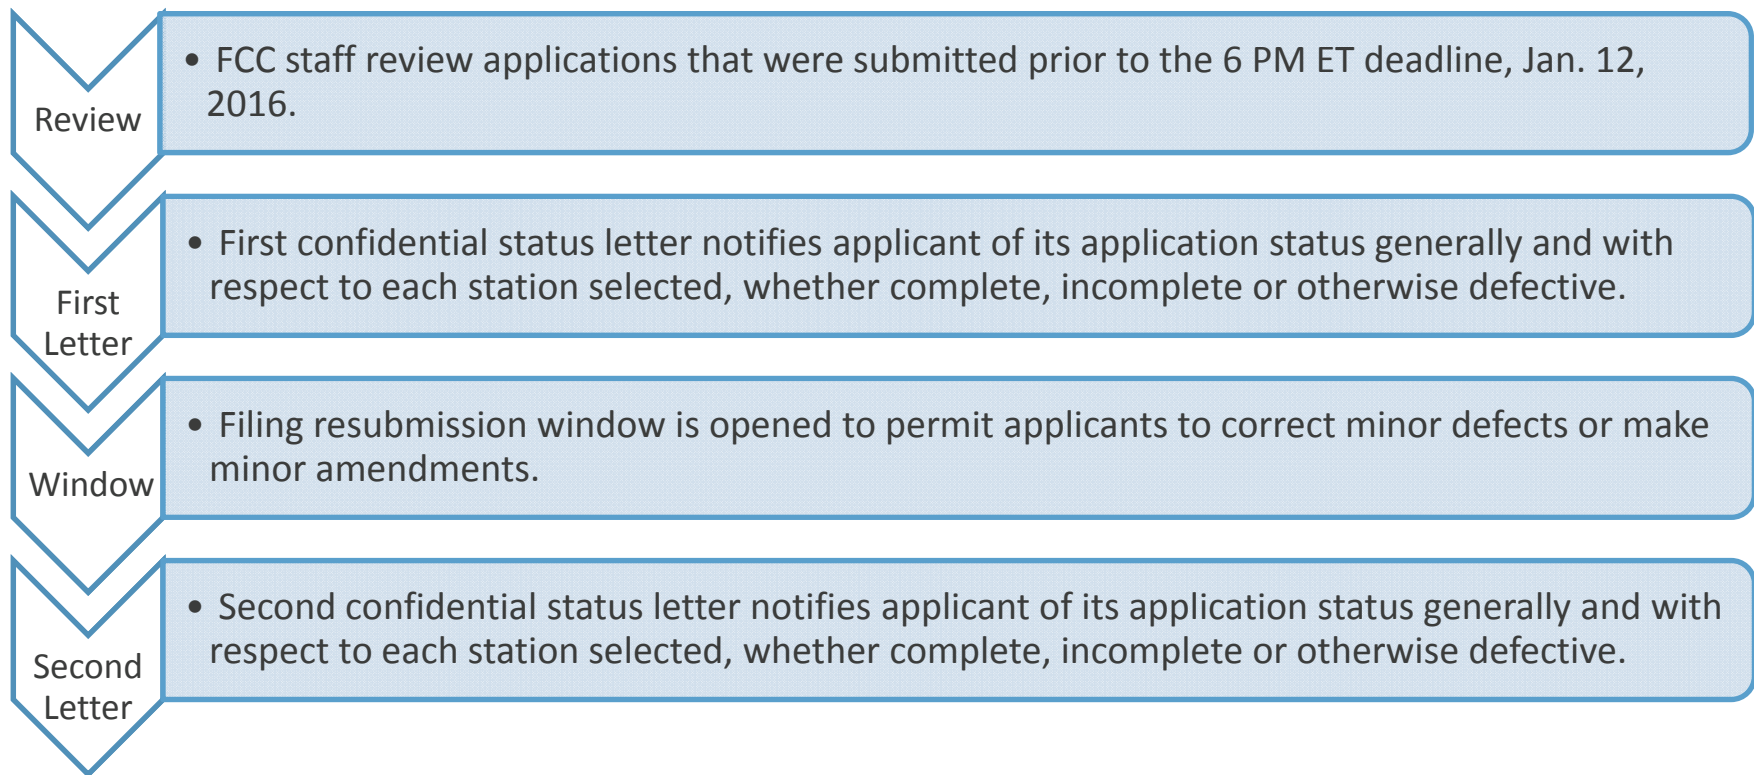 Review
• FCC staff review applications that were submitted prior to the 6 PM ET deadline, Jan. 12,
2016.
First
Letter
• First confidential status letter notifies applicant of its application status generally and with
respect to each station selected, whether complete, incomplete or otherwise defective.
Window
• Filing resubmission window is opened to permit applicants to correct minor defects or make
minor amendments.
Second
Letter
• Second confidential status letter notifies applicant of its application status generally and with
respect to each station selected, whether complete, incomplete or otherwise defective.